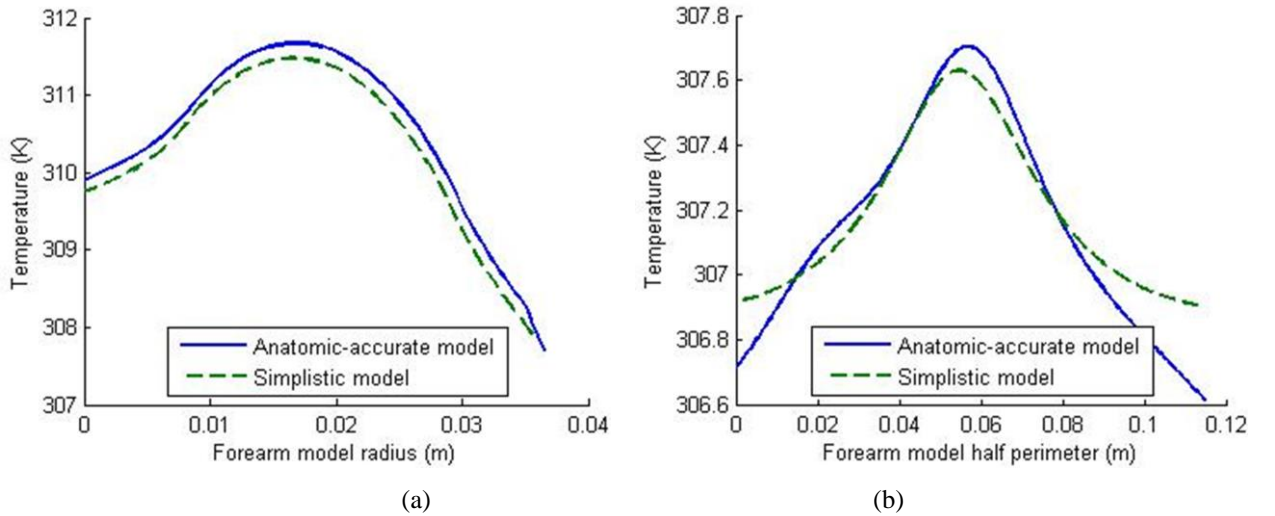 312
311
310
309
308
307
Temperature (K)
0
0.01
0.02
0.03
0.04
Forearm model radius (m)
Anatomic-accurate model
Simplistic model
(a)
307.8
307.6
307.4
307.2
307
306.8
306.6
Temperature (K)
0
0.02
0.04
0.06
0.08
0.1
0.12
Forearm model half perimeter (m)
Anatomic-accurate model
Simplistic model
(b)